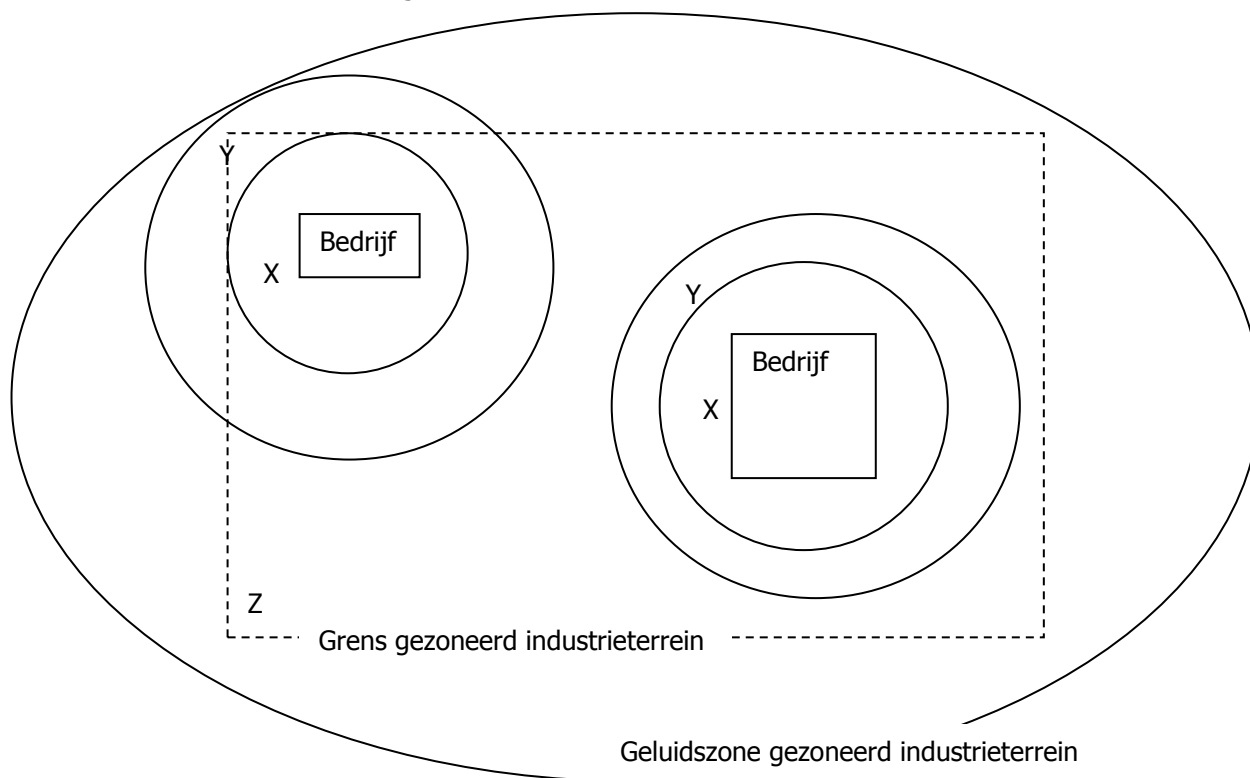 Y
Bedrijf
X
Y
Bedrijf
X
Z
Grens gezoneerd industrieterrein
Geluidszone gezoneerd industrieterrein